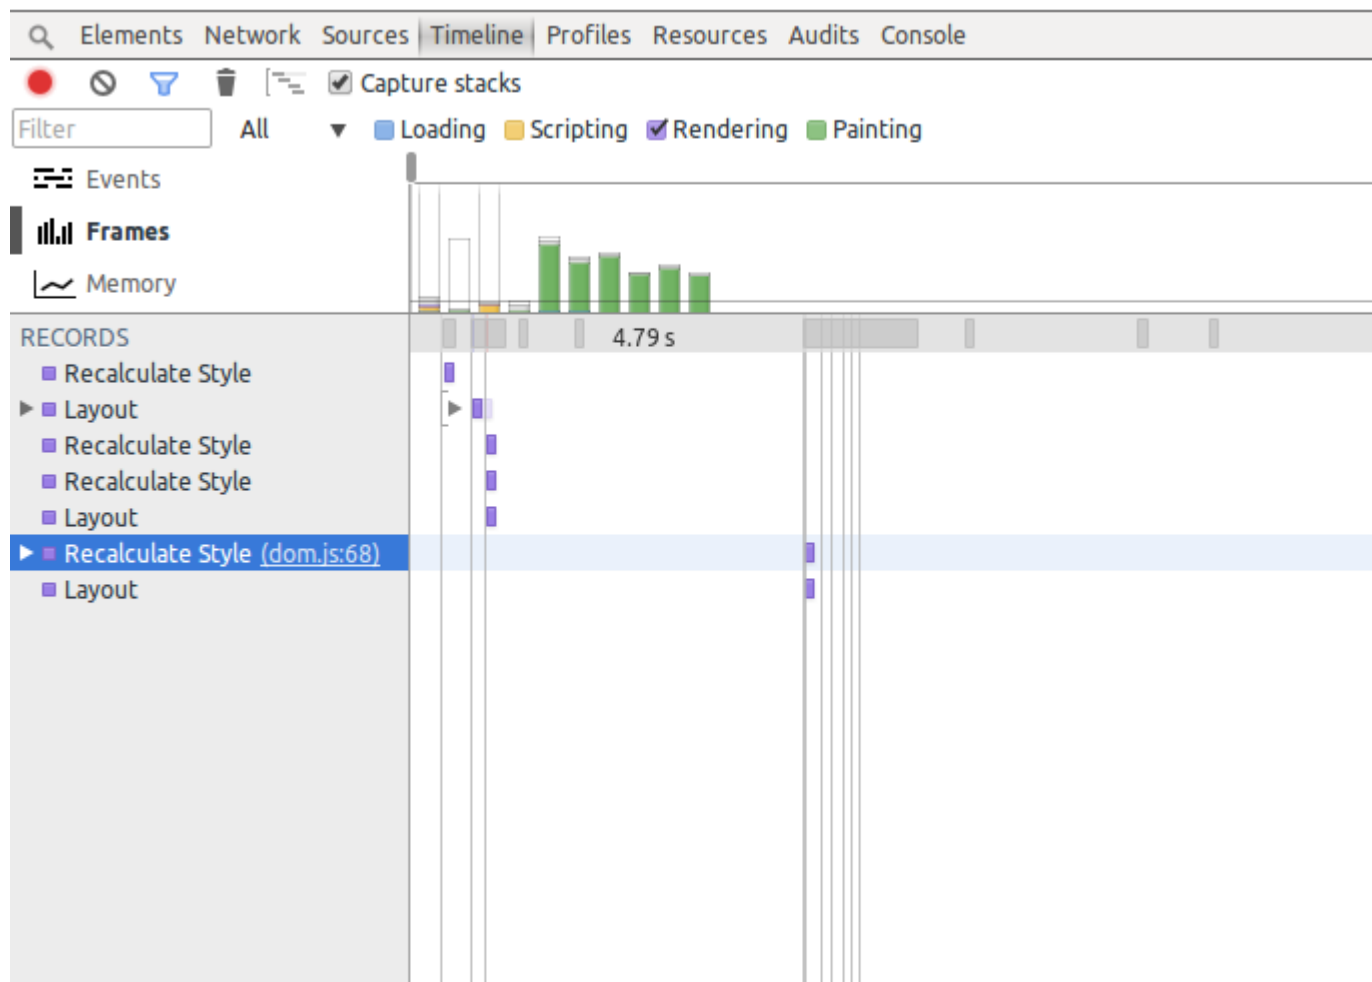 Elements Network Sources Timeline Profiles Resources Audits Console
Capture stacks
Filter All Loading Scripting Rendering Painting
Events
Frames
Memory
RECORDS 4.79 s
Recalculate Style
Layout
Recalculate Style
Recalculate Style
Layout
Recalculate Style (dom.js:68)
Layout